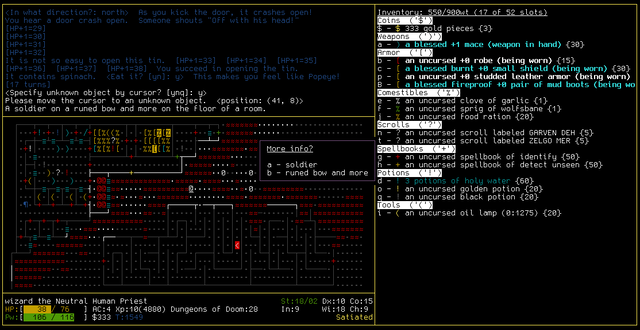 <In what direction?: north>  As you kick the door, it crashes open!
You hear a door crash open.  Someone shouts "Off with his head!"
[HP+1=29]
[HP+1=30]
[HP+1=31]
[HP+1=32]
It is not so easy to open this tin.  [HP+1=33]  [HP+1=34]  [HP+1=35]
[HP+1=36]  [HP+1=37]  [HP+1=38]  You succeed in opening the tin.
It contains spinach.  <Eat it? [ynq]: y>  This makes you feel like Popeye!
[17 turns]
<Specify unknown object by cursor? [ynq]: y>
Please move the cursor to an unknown object.  <position: (41, 8)>
A soldier on a runed bow and more on the floor of a room.
More info?
a - soldier
b - runed bow and more
wizard the Neutral Human Priest
St:18/02 Dx:10 Co:15
HP:[ 38 / 76 ] AC:4 Xp:10(4880) Dungeons of Doom:28 In:9 Wi:18 Ch:9
Pw:[ 106 / 116 ] $333 T:1549 Satiated
Inventory: 550/900wt (17 of 52 slots)
Coins  ('$')
$ - $ 333 gold pieces {3}
Weapons  (')')
a - ) a blessed +1 mace (weapon in hand) {30}
Armor  ('[')
b - [ an uncursed +0 robe (being worn) {15}
c - [ a blessed +0 small shield (being worn) {30}
p - [ an uncursed +0 studded leather armor (being worn)
B - [ a blessed fireproof +0 pair of mud boots (being wo
Comestibles  ('%')
e - % an uncursed clove of garlic {1}
f - % an uncursed sprig of wolfsbane {1}
j - % an uncursed food ration {20}
Scrolls  ('?')
n - ? an uncursed scroll labeled GARVEN DEH {5}
t - ? an uncursed scroll labeled ZELGO MER {5}
Spellbooks  ('+')
g - + an uncursed spellbook of identify {50}
h - + an uncursed spellbook of detect unseen {50}
Potions  ('!')
d - ! 3 potions of holy water {60}
o - ! an uncursed golden potion {20}
q - ! an uncursed black potion {20}
Tools  ('(')
i - ( an uncursed oil lamp (0:1275) {20}